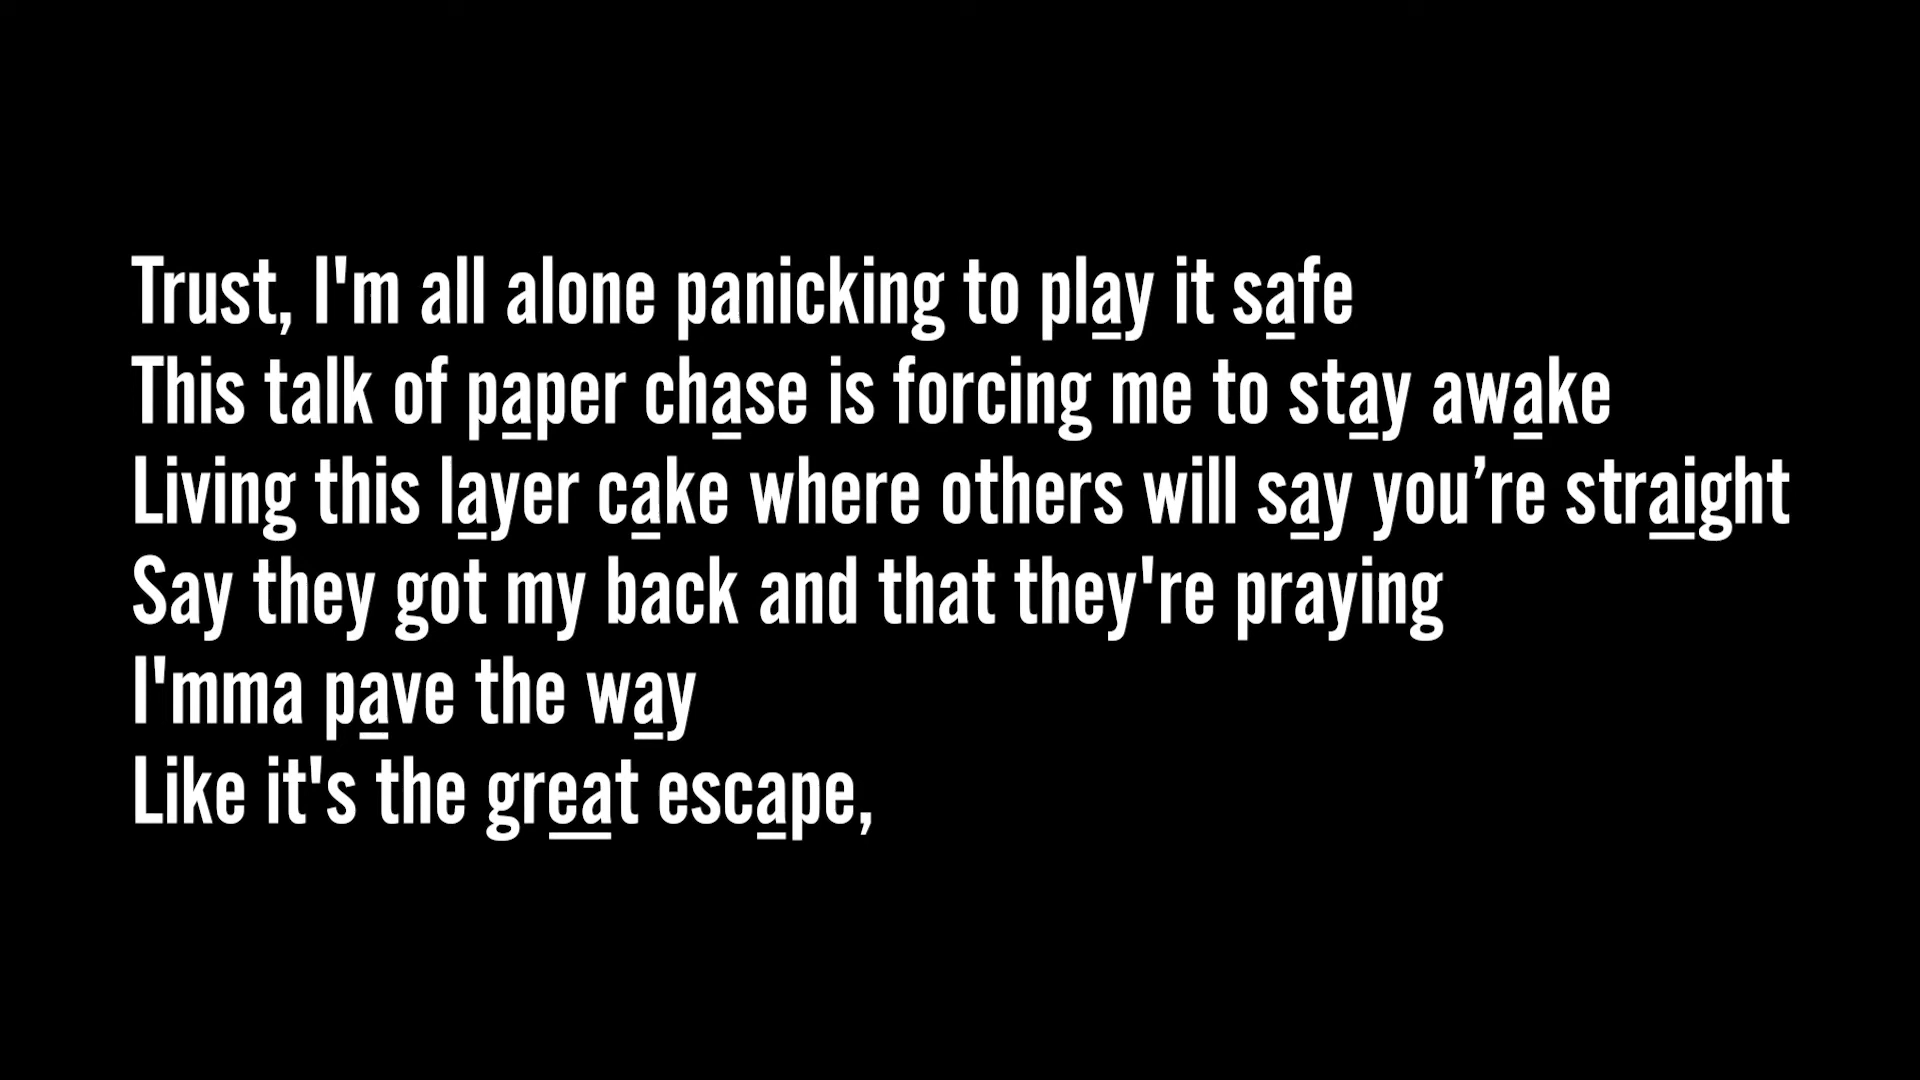 Trust, I'm all alone panicking to play it safe
This talk of paper chase is forcing me to stay awake
Living this layer cake where others will say you’re straight
Say they got my back and that they're praying
I'mma pave the way
Like it's the great escape,